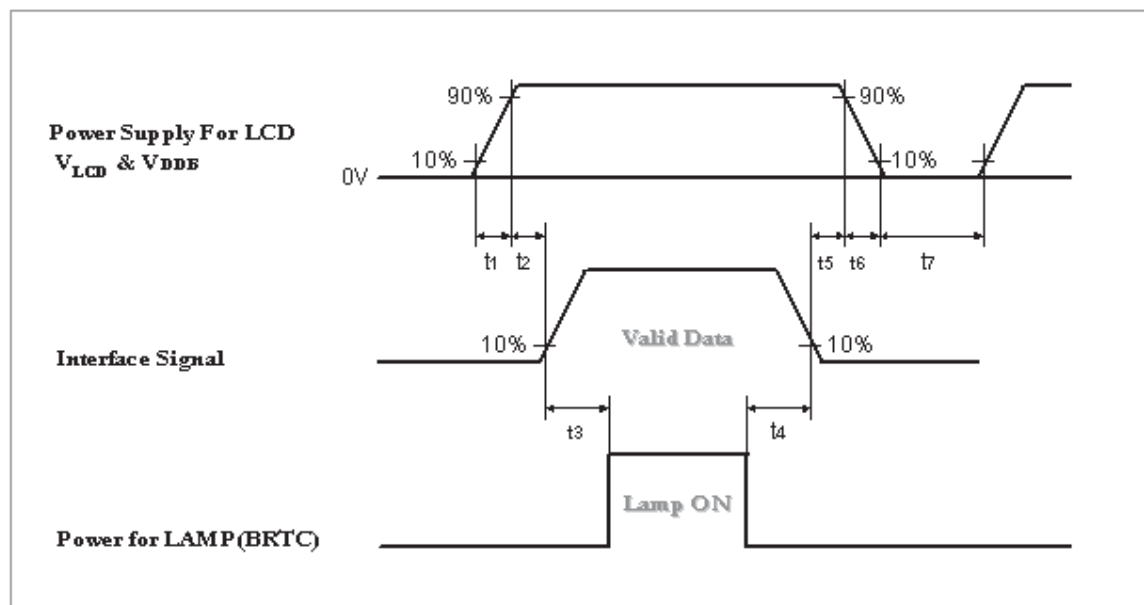 90%
90%
Power Supply For LCD
10%
10%
VLCD & VDDB
0V
t1
t2
t5
t6
t7
Valid Data
10%
10%
Interface Signal
t3
t4
Lamp ON
Power for LAMP(BRTC)